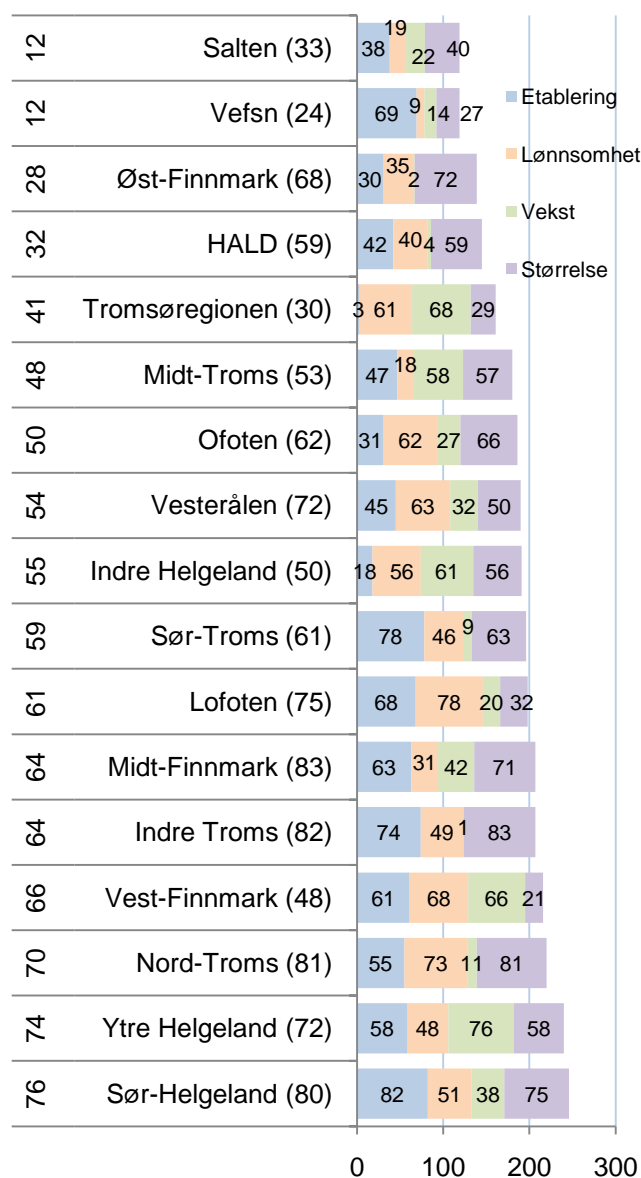 12 Salten (33) 38 19 22 40
12 Vefsn (24) 69 9 14 27
28 Øst-Finnmark (68) 30 35 2 72
32 HALD (59) 42 40 4 59
41 Tromsøregionen (30) 3 61 68 29
48 Midt-Troms (53) 47 18 58 57
50 Ofoten (62) 31 62 27 66
54 Vesterålen (72) 45 63 32 50
55 Indre Helgeland (50) 18 56 61 56
59 Sør-Troms (61) 78 46 9 63
61 Lofoten (75) 68 78 20 32
64 Midt-Finnmark (83) 63 31 42 71
64 Indre Troms (82) 74 49 1 83
66 Vest-Finnmark (48) 61 68 66 21
70 Nord-Troms (81) 55 73 11 81
74 Ytre Helgeland (72) 58 48 76 58
76 Sør-Helgeland (80) 82 51 38 75
0 100 200 300
Etablering
Lønnsomhet
Vekst
Størrelse